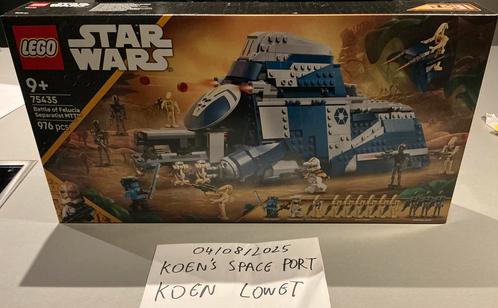 LEGO
STAR
WARS
9+
75435
Battle of Felucia
Separatist MTT
976 pcs
04/08/2025
KOEN'S SPACE PORT
KOEN LOWET